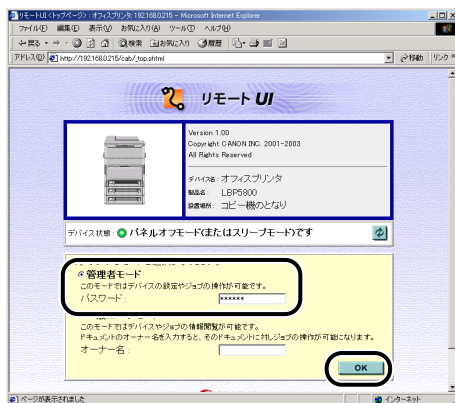 リモートUI <トップページ> : オフィスプリンタ: 192.168.0.215 - Microsoft Internet Explorer
ファイル(F) 編集(E) 表示(V) お気に入り(A) ツール(T) ヘルプ(H)
戻る 検索 お気に入り 履歴
アドレス(D) http://192.168.0.215/cab/_top.shtml 移動 リンク
リモート UI
Version 1.00
Copyright CANON INC. 2001-2003
All Rights Reserved
デバイス名: オフィスプリンタ
製品名: LBP5800
設置場所: コピー機のとなり
デバイス状態: パネルオフモード(またはスリープモード)です
管理者モード
このモードではデバイスの設定やジョブの操作が可能です。
パスワード: ******
このモードではデバイスやジョブの情報閲覧が可能です。
ドキュメントのオーナー名を入力すると、そのドキュメントに対しジョブの操作が可能になります。
オーナー名:
OK
ページが表示されました インターネット